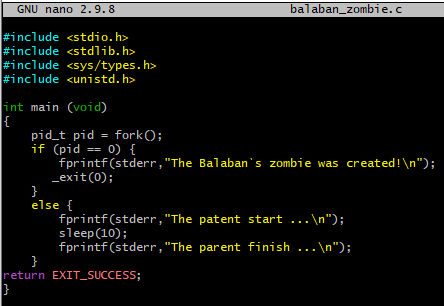 GNU nano 2.9.8 balaban_zombie.c
#include <stdio.h>
#include <stdlib.h>
#include <sys/types.h>
#include <unistd.h>
int main (void)
{
pid_t pid = fork();
if (pid == 0) {
fprintf(stderr,"The Balaban`s zombie was created!\n");
_exit(0);
}
else {
fprintf(stderr,"The patent start ...\n");
sleep(10);
fprintf(stderr,"The parent finish ...\n");
}
return EXIT_SUCCESS;
}